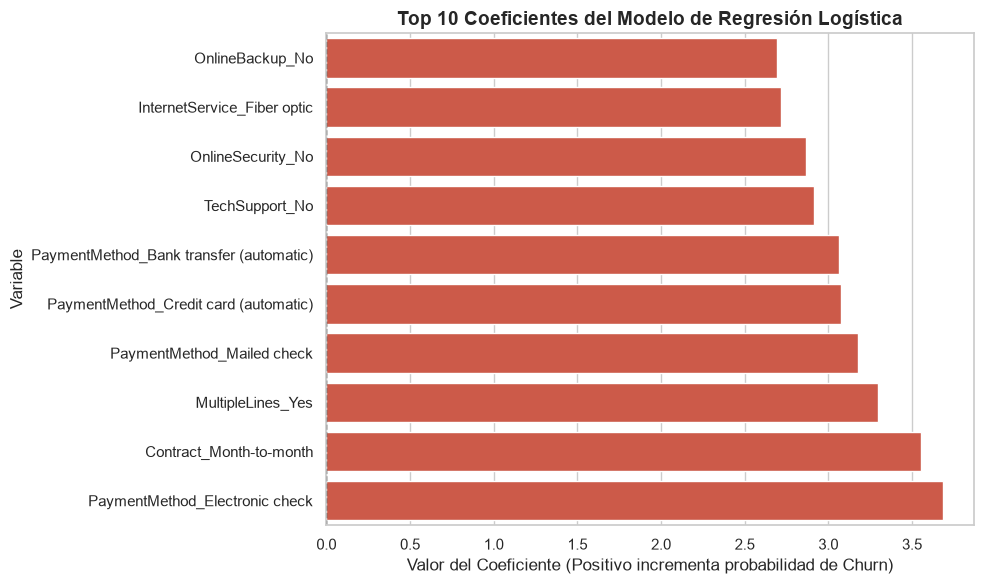 Top 10 Coeficientes del Modelo de Regresión Logística
Variable
OnlineBackup_No
InternetService_Fiber optic
OnlineSecurity_No
TechSupport_No
PaymentMethod_Bank transfer (automatic)
PaymentMethod_Credit card (automatic)
PaymentMethod_Mailed check
MultipleLines_Yes
Contract_Month-to-month
PaymentMethod_Electronic check
0.0 0.5 1.0 1.5 2.0 2.5 3.0 3.5
Valor del Coeficiente (Positivo incrementa probabilidad de Churn)